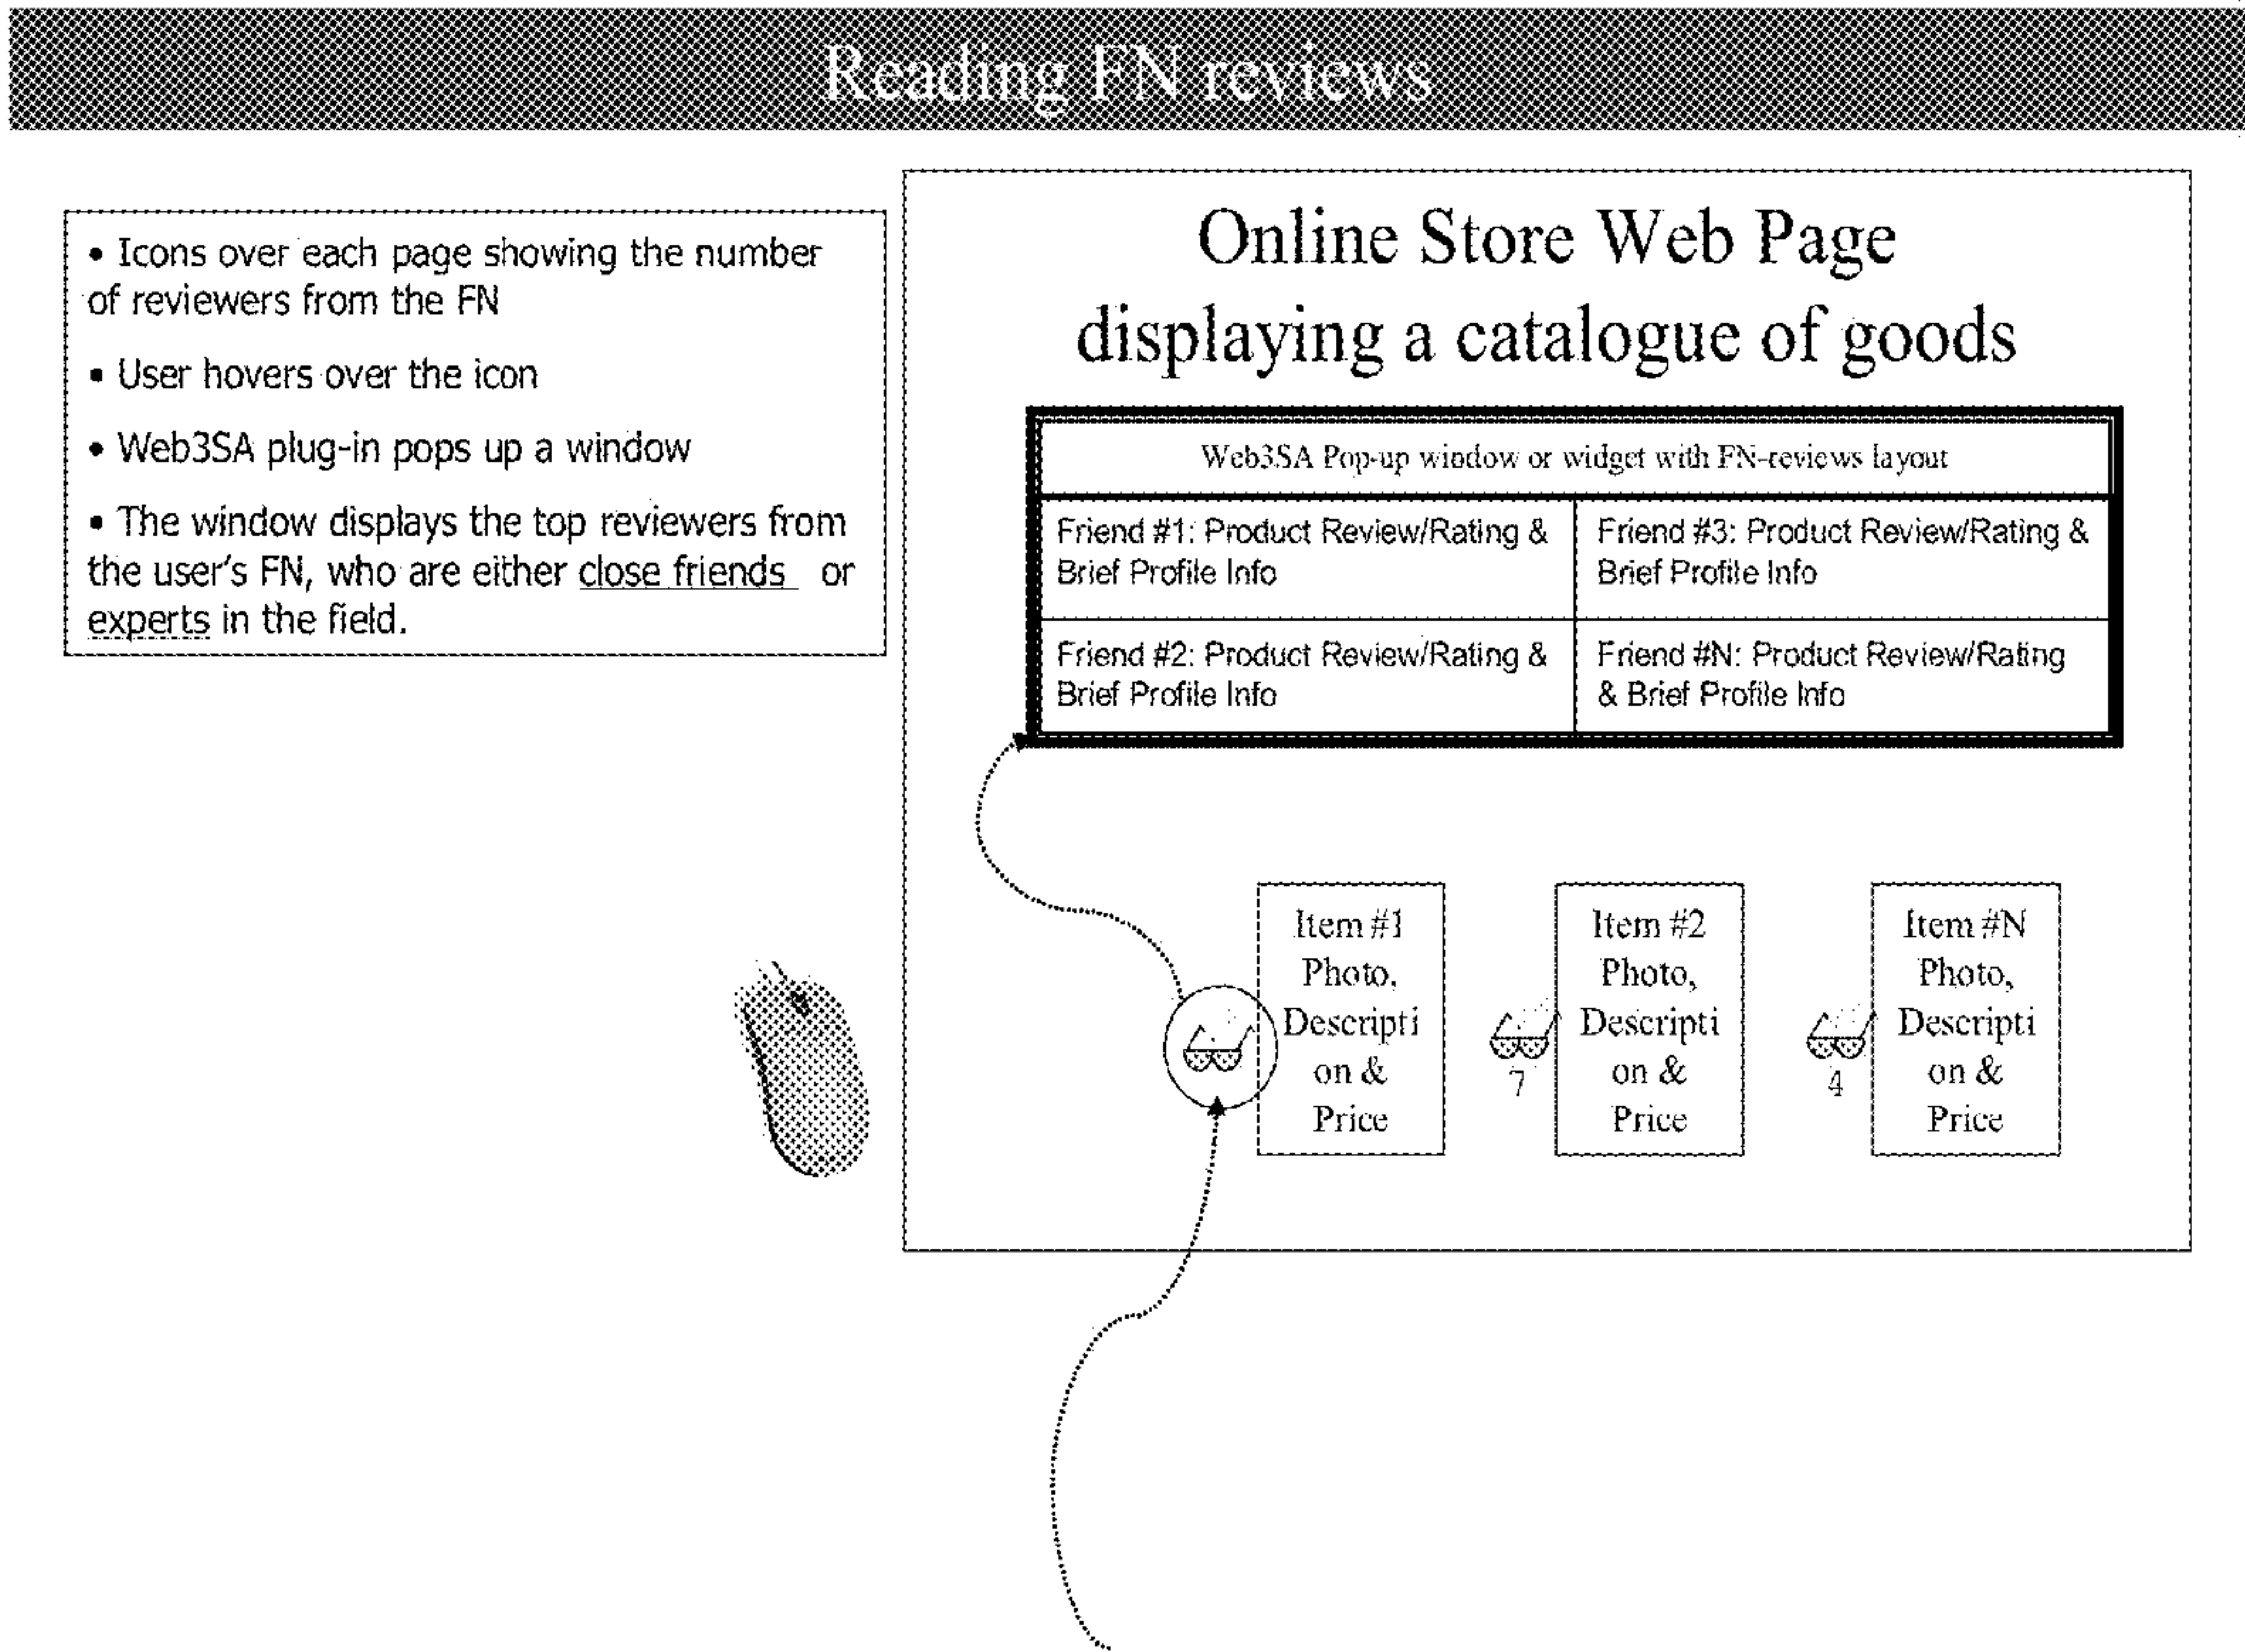 Reading FN reviews
• Icons over each page showing the number
of reviewers from the FN
• User hovers over the icon
• Web3SA plug-in pops up a window
• The window displays the top reviewers from
the user's FN, who are either close friends or
experts in the field.
Online Store Web Page
displaying a catalogue of goods
Web3SA Pop-up window or widget with FN-reviews layout
Friend #1: Product Review/Rating &
Brief Profile Info
Friend #3: Product Review/Rating &
Brief Profile Info
Friend #2: Product Review/Rating &
Brief Profile Info
Friend #N: Product Review/Rating
& Brief Profile Info
Item #1
Photo,
Descripti
on &
Price
7
Item #2
Photo,
Descripti
on &
Price
4
Item #N
Photo,
Descripti
on &
Price